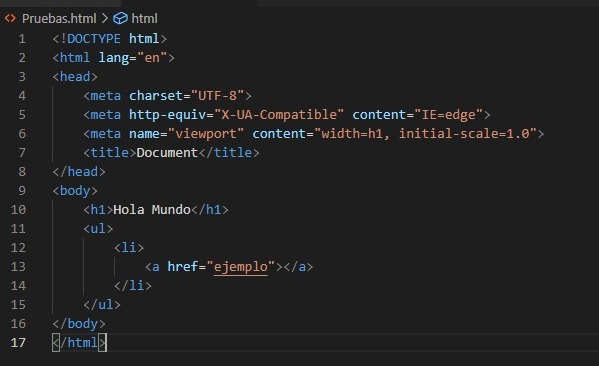 Pruebas.html > html
1 <!DOCTYPE html>
2 <html lang="en">
3 <head>
4     <meta charset="UTF-8">
5     <meta http-equiv="X-UA-Compatible" content="IE=edge">
6     <meta name="viewport" content="width=h1, initial-scale=1.0">
7     <title>Document</title>
8 </head>
9 <body>
10     <h1>Hola Mundo</h1>
11     <ul>
12         <li>
13             <a href="ejemplo"></a>
14         </li>
15     </ul>
16 </body>
17 </html>